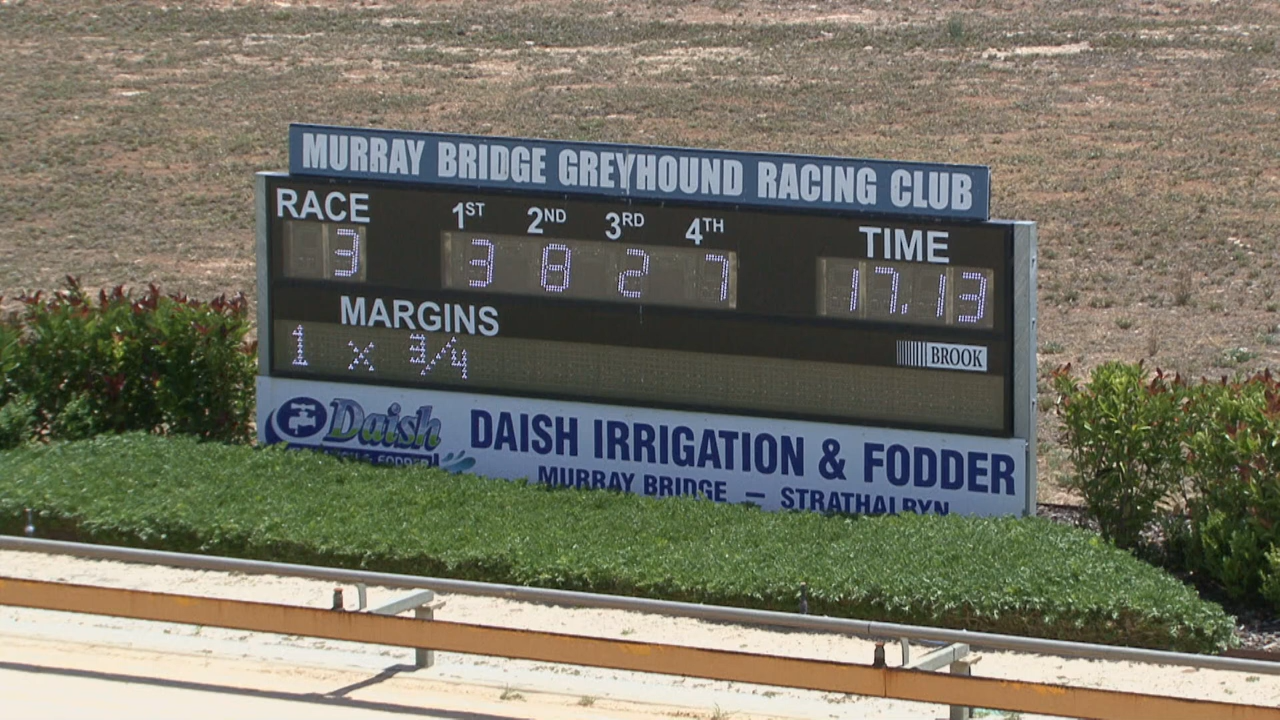 MURRAY BRIDGE GREYHOUND RACING CLUB
RACE 1ST 2ND 3RD 4TH TIME
3 3 8 2 7 17.13
MARGINS
1 x 3/4
BROOK
Daish
DAISH IRRIGATION & FODDER
MURRAY BRIDGE – STRATHALBYN